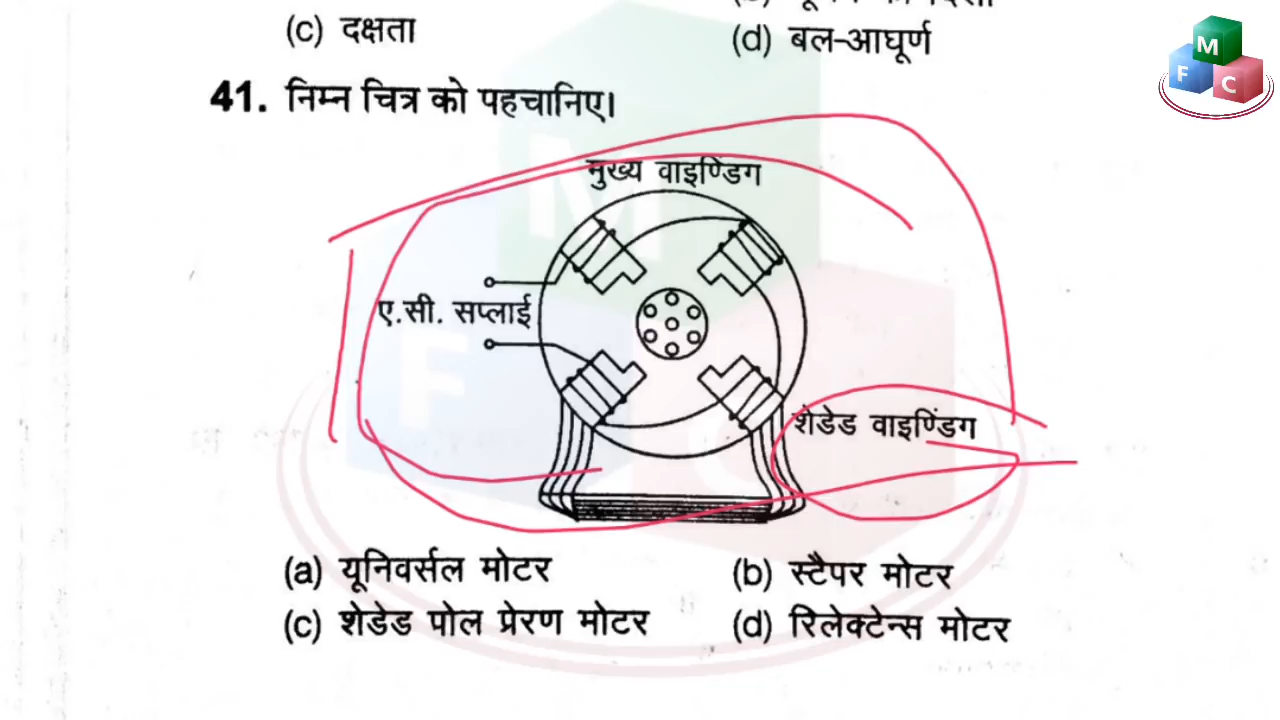 (c) दक्षता
(d) बल-आघूर्ण
41. निम्न चित्र को पहचानिए।
मुख्य वाइण्डिग
ए.सी. सप्लाई
शेडेड वाइण्डिंग
(a) यूनिवर्सल मोटर
(b) स्टैपर मोटर
(c) शेडेड पोल प्रेरण मोटर
(d) रिलेक्टेन्स मोटर
M
F
C
M
F
C